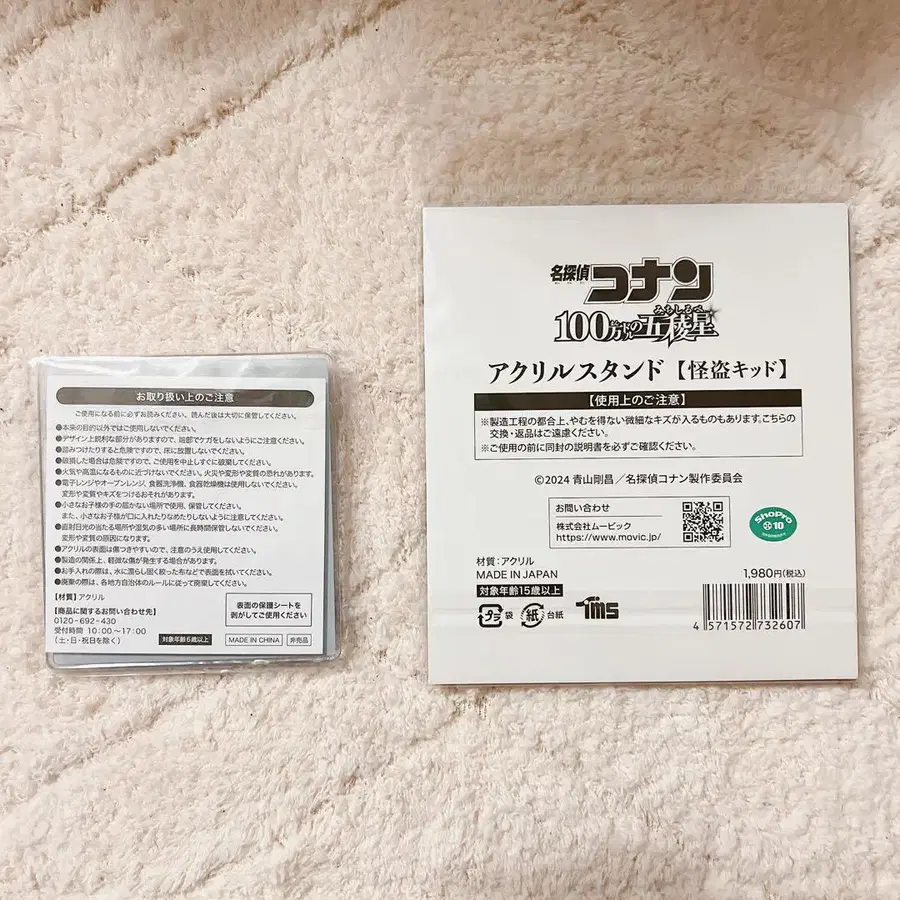 お取り扱い上のご注意
ご使用になる前に必ずお読みください。読んだ後は大切に保管してください。
●本来の目的以外ではご使用しないでください。
●デザイン上鋭利な部分がありますので、端部でケガをしないようにご注意ください。
●踏みつけたりすると危険ですので、床に放置しないでください。
●破損した場合は危険ですので、ご使用を中止しすぐに破棄してください。
●火気や高温になるものに近づけないでください。火災や変形や変質の恐れがあります。
●電子レンジやオーブンレンジ、食器洗浄機、食器乾燥機は使用しないでください。
変形や変質やキズをつけるおそれがあります。
●小さなお子様の手の届かない場所で使用、保管してください。
また、小さなお子様が口に入れたりなめたりしないように注意してください。
●直射日光の当たる場所や湿気の多い場所に長時間保管しないでください。
変形や変質の原因になります。
●アクリルの表面は傷つきやすいので、注意のうえ使用してください。
●製造の関係上、軽微な傷が発生する場合があります。
●お手入れの際は、水に濡らし固く絞った布などで表面を拭いてください。
●廃棄の際は、各地方自治体のルールに従って廃棄してください。
【材質】アクリル
【商品に関するお問い合わせ先】
0120-692-430
受付時間 10:00～17:00
(土・日・祝日を除く)
表面の保護シートを
剥がしてご使用ください
対象年齢6歳以上
MADE IN CHINA
非売品
名探偵コナン
みちしるべ
100万ドルの五稜星
アクリルスタンド【怪盗キッド】
【使用上のご注意】
※製造工程の都合上、やむを得ない微細なキズが入るものもあります。こちらの
交換・返品はご遠慮ください。
※ご使用の前に同封の説明書を必ずご確認ください。
©2024 青山剛昌／名探偵コナン製作委員会
お問い合わせ
株式会社ムービック
https://www.movic.jp/
ShoPro
10
材質：アクリル
MADE IN JAPAN
1,980円(税込)
対象年齢15歳以上
プラ 袋
紙 台紙
tms
4 571572 732607